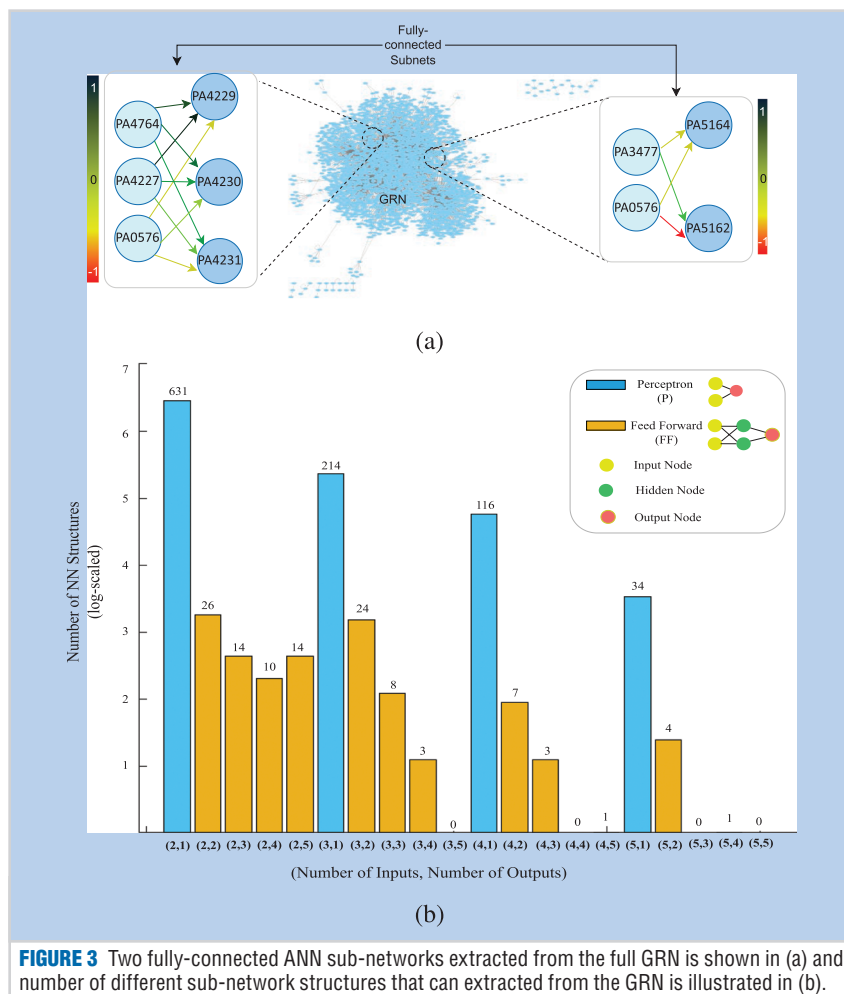 Fully-
connected
Subnets
1
0
-1
PA4764
PA4227
PA0576
PA4229
PA4230
PA4231
GRN
PA3477
PA0576
PA5164
PA5162
1
0
-1
(a)
Number of NN Structures
(log-scaled)
7
6
5
4
3
2
1
631
26
14
10
14
214
24
8
3
0
116
7
3
0
1
34
4
0
1
0
Perceptron
(P)
Feed Forward
(FF)
Input Node
Hidden Node
Output Node
(2,1) (2,2) (2,3) (2,4) (2,5) (3,1) (3,2) (3,3) (3,4) (3,5) (4,1) (4,2) (4,3) (4,4) (4,5) (5,1) (5,2) (5,3) (5,4) (5,5)
(Number of Inputs, Number of Outputs)
(b)
FIGURE 3 Two fully-connected ANN sub-networks extracted from the full GRN is shown in (a) and
number of different sub-network structures that can extracted from the GRN is illustrated in (b).